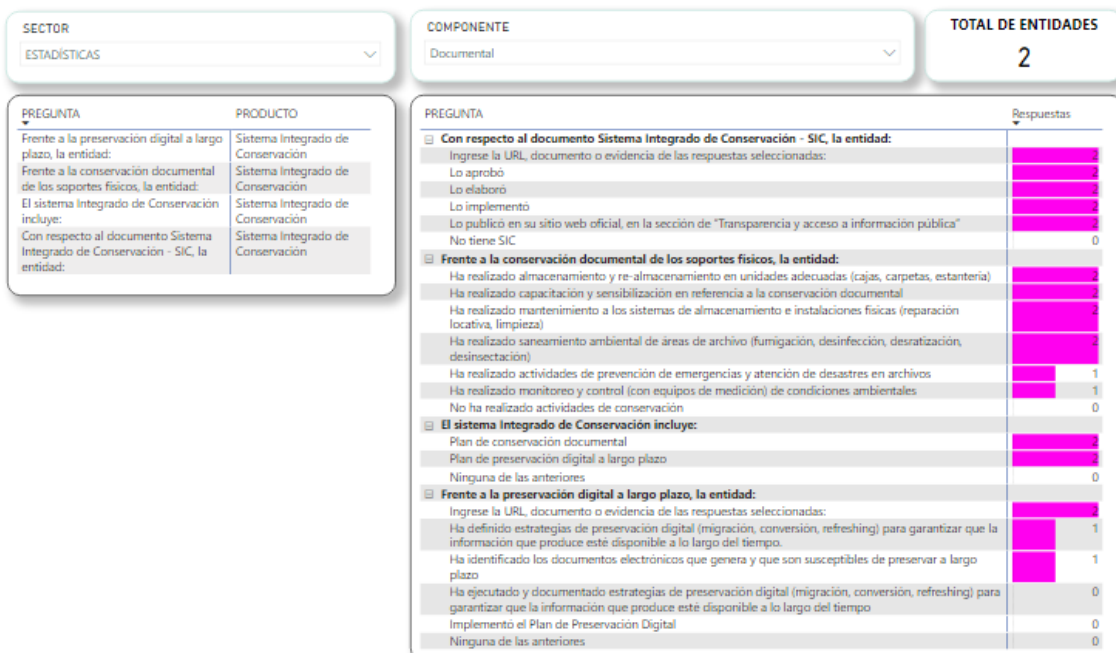 SECTOR
ESTADÍSTICAS
COMPONENTE
Documental
TOTAL DE ENTIDADES
2
PREGUNTA PRODUCTO
Frente a la preservación digital a largo Sistema Integrado de
plazo, la entidad: Conservación
Frente a la conservación documental Sistema Integrado de
de los soportes físicos, la entidad: Conservación
El sistema Integrado de Conservación Sistema Integrado de
incluye: Conservación
Con respecto al documento Sistema Sistema Integrado de
Integrado de Conservación - SIC, la Conservación
entidad:
PREGUNTA Respuestas
Con respecto al documento Sistema Integrado de Conservación - SIC, la entidad:
Ingrese la URL, documento o evidencia de las respuestas seleccionadas: 2
Lo aprobó 2
Lo elaboró 2
Lo implementó 2
Lo publicó en su sitio web oficial, en la sección de “Transparencia y acceso a información pública” 2
No tiene SIC 0
Frente a la conservación documental de los soportes físicos, la entidad:
Ha realizado almacenamiento y re-almacenamiento en unidades adecuadas (cajas, carpetas, estantería) 2
Ha realizado capacitación y sensibilización en referencia a la conservación documental 2
Ha realizado mantenimiento a los sistemas de almacenamiento e instalaciones físicas (reparación 2
locativa, limpieza)
Ha realizado saneamiento ambiental de áreas de archivo (fumigación, desinfección, desratización, 2
desinsectación)
Ha realizado actividades de prevención de emergencias y atención de desastres en archivos 1
Ha realizado monitoreo y control (con equipos de medición) de condiciones ambientales 1
No ha realizado actividades de conservación 0
El sistema Integrado de Conservación incluye:
Plan de conservación documental 2
Plan de preservación digital a largo plazo 2
Ninguna de las anteriores 0
Frente a la preservación digital a largo plazo, la entidad:
Ingrese la URL, documento o evidencia de las respuestas seleccionadas: 2
Ha definido estrategias de preservación digital (migración, conversión, refreshing) para garantizar que la 1
información que produce esté disponible a lo largo del tiempo.
Ha identificado los documentos electrónicos que genera y que son susceptibles de preservar a largo 1
plazo
Ha ejecutado y documentado estrategias de preservación digital (migración, conversión, refreshing) para 0
garantizar que la información que produce esté disponible a lo largo del tiempo
Implementó el Plan de Preservación Digital 0
Ninguna de las anteriores 0